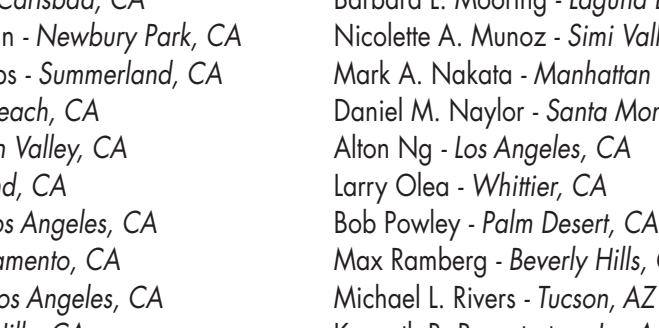 Carlsbad, CA
n - Newbury Park, CA
os - Summerland, CA
each, CA
n Valley, CA
d, CA
os Angeles, CA
amento, CA
os Angeles, CA
Barbara L. Mooring - Laguna
Nicolette A. Munoz - Simi Vall
Mark A. Nakata - Manhattan
Daniel M. Naylor - Santa Mor
Alton Ng - Los Angeles, CA
Larry Olea - Whittier, CA
Bob Powley - Palm Desert, CA
Max Ramberg - Beverly Hills,
Michael L. Rivers - Tucson, AZ